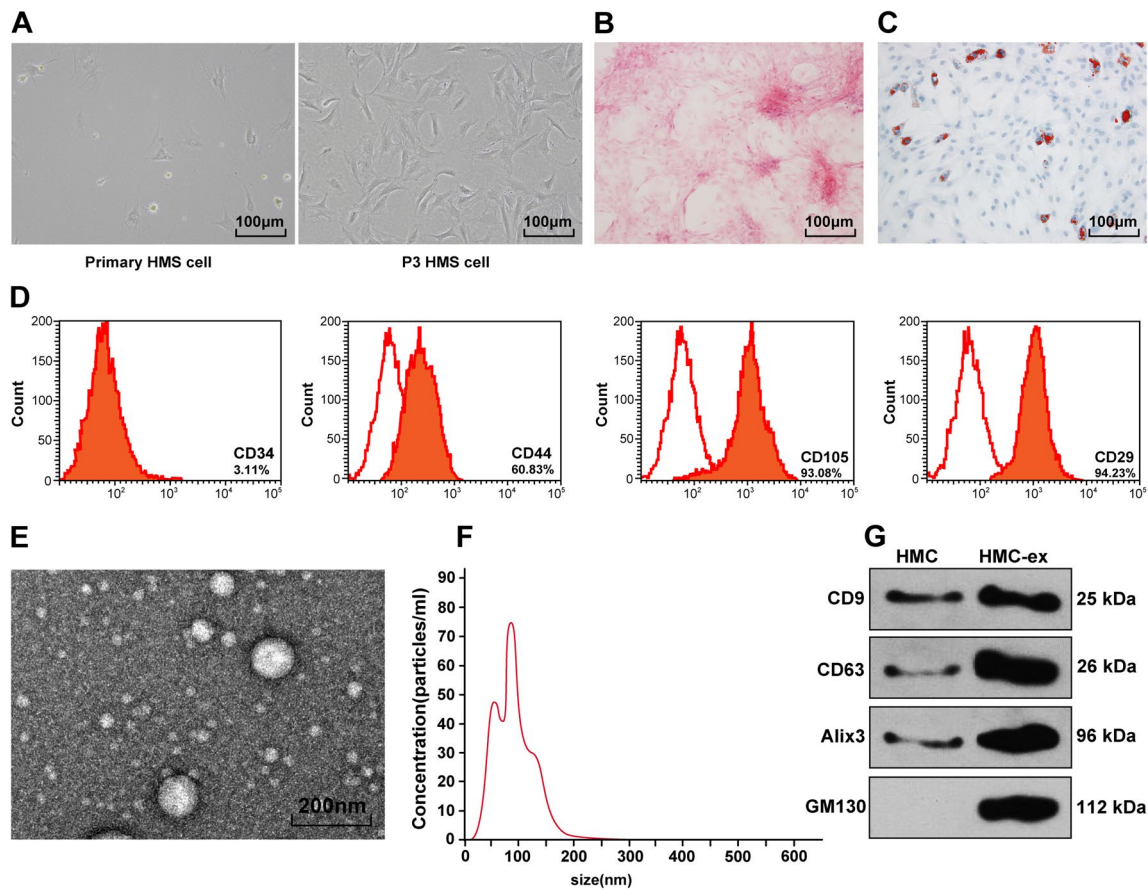 A
B
C
100μm
100μm
100μm
100μm
Primary HMS cell
P3 HMS cell
D
200
150
100
50
0
Count
10² 10³ 10⁴ 10⁵
CD34
3.11%
200
150
100
50
0
Count
10² 10³ 10⁴ 10⁵
CD44
60.83%
200
150
100
50
0
Count
10² 10³ 10⁴ 10⁵
CD105
93.08%
200
150
100
50
0
Count
10² 10³ 10⁴ 10⁵
CD29
94.23%
E
200nm
F
Concentration(particles/ml)
90
80
70
60
50
40
30
20
10
0
0 50 100 200 300 400 500 600
size(nm)
G
HMC HMC-ex
CD9 25 kDa
CD63 26 kDa
Alix3 96 kDa
GM130 112 kDa